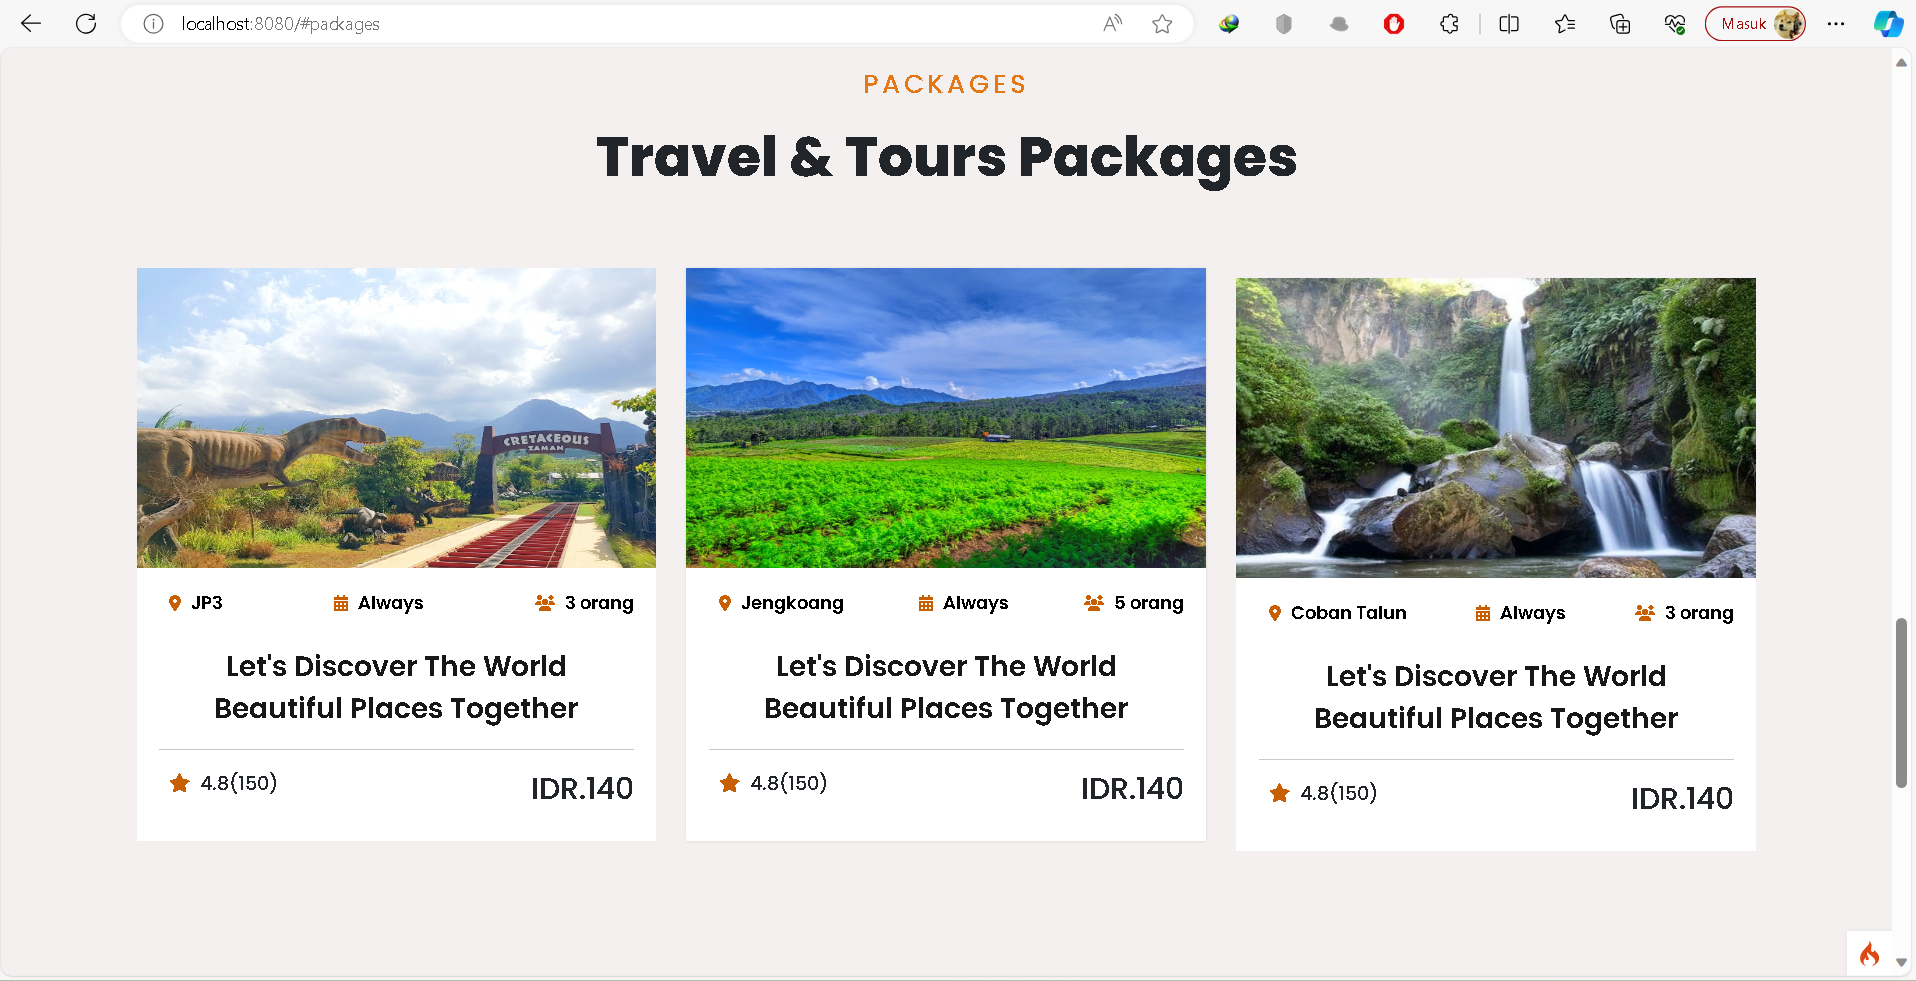 localhost:8080/#packages
Masuk
PACKAGES
Travel & Tours Packages
CRETACEOUS
ZAMAN
JP3
Always
3 orang
Let's Discover The World
Beautiful Places Together
4.8(150)
IDR.140
Jengkoang
Always
5 orang
Let's Discover The World
Beautiful Places Together
4.8(150)
IDR.140
Coban Talun
Always
3 orang
Let's Discover The World
Beautiful Places Together
4.8(150)
IDR.140